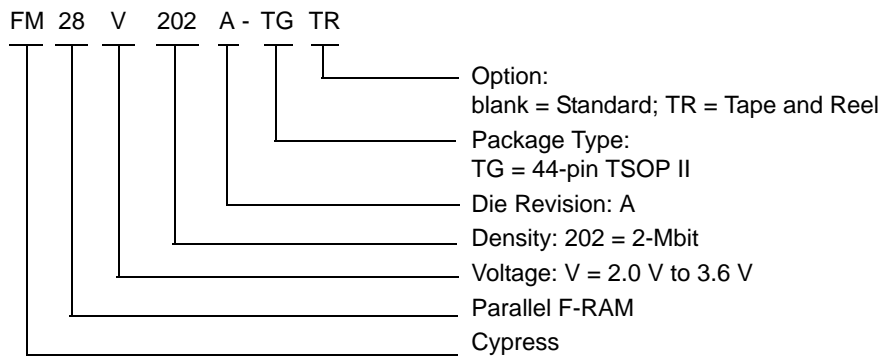 FM 28 V 202 A - TG TR
Option:
blank = Standard; TR = Tape and Reel
Package Type:
TG = 44-pin TSOP II
Die Revision: A
Density: 202 = 2-Mbit
Voltage: V = 2.0 V to 3.6 V
Parallel F-RAM
Cypress